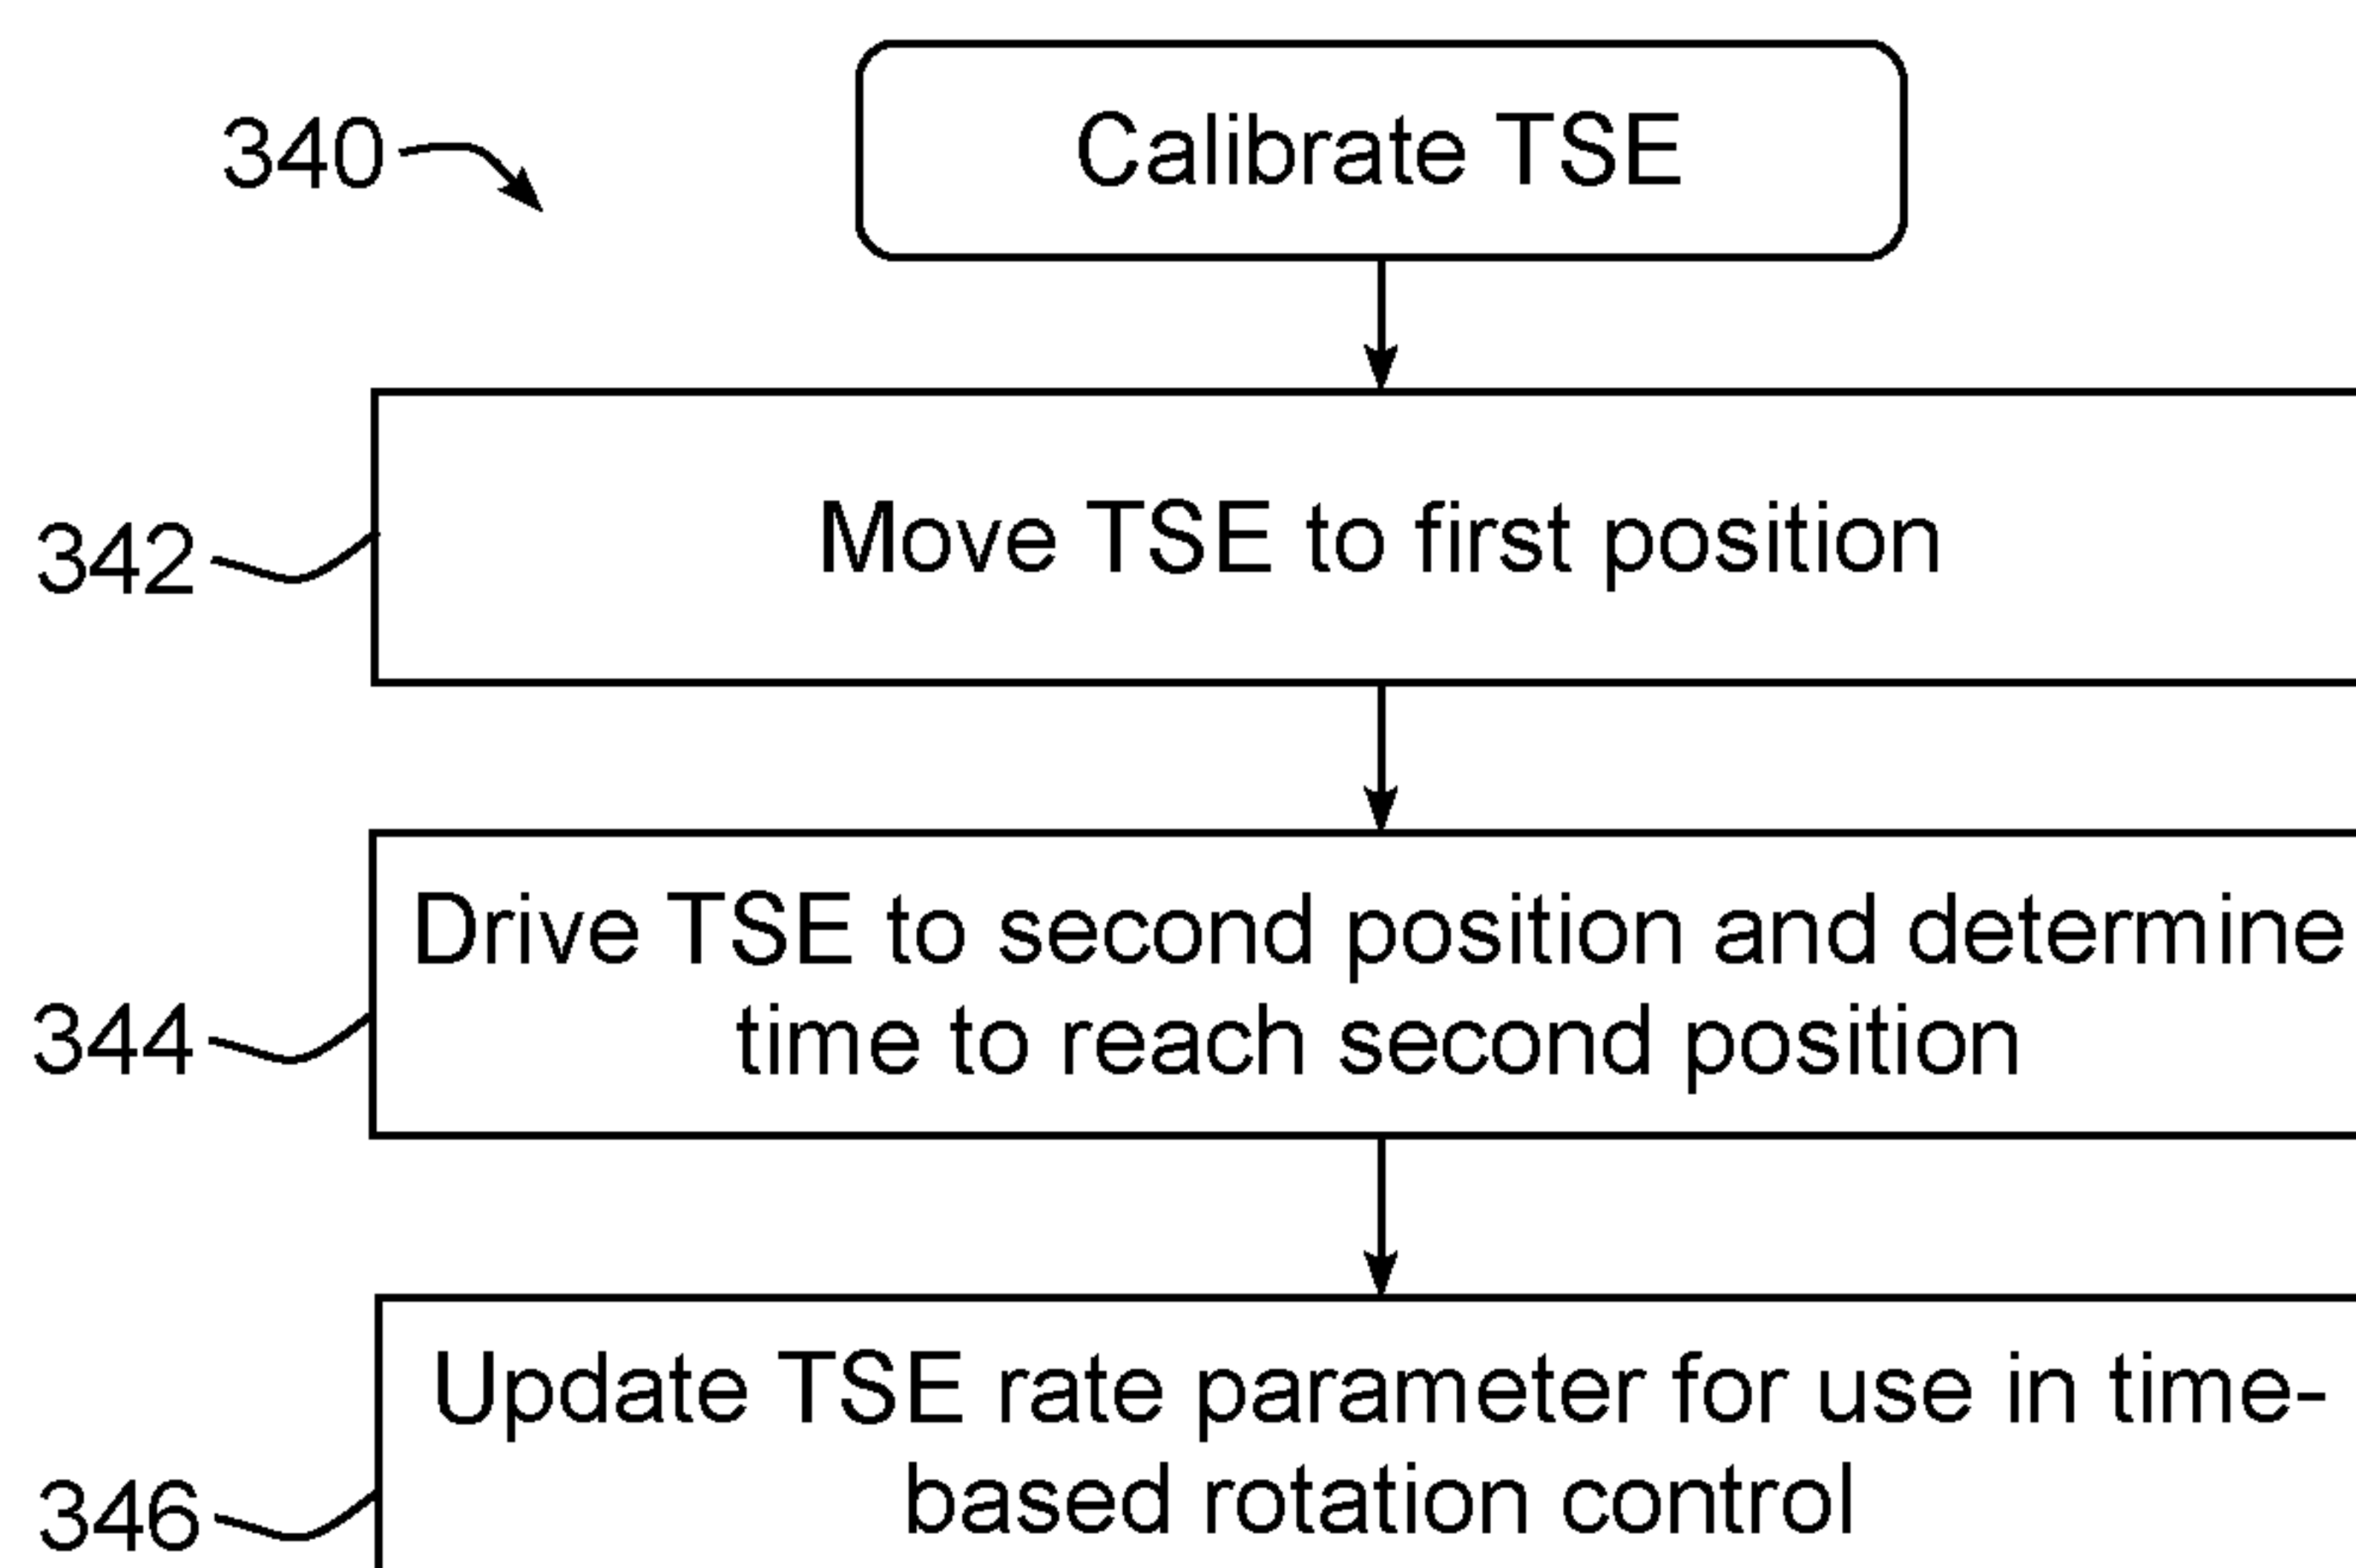 340
Calibrate TSE
342
Move TSE to first position
344
Drive TSE to second position and determine
time to reach second position
346
Update TSE rate parameter for use in time-
based rotation control